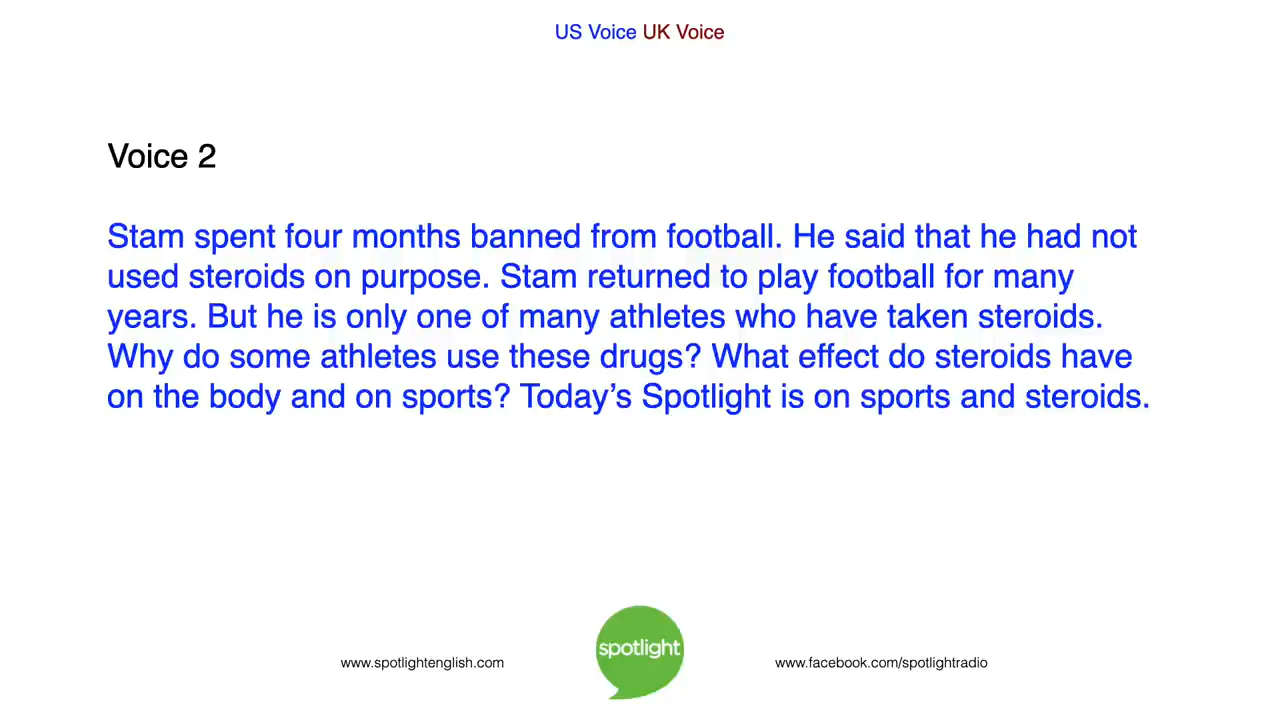 US Voice UK Voice
Voice 2
Stam spent four months banned from football. He said that he had not
used steroids on purpose. Stam returned to play football for many
years. But he is only one of many athletes who have taken steroids.
Why do some athletes use these drugs? What effect do steroids have
on the body and on sports? Today’s Spotlight is on sports and steroids.
spotlight
www.spotlightenglish.com
www.facebook.com/spotlightradio